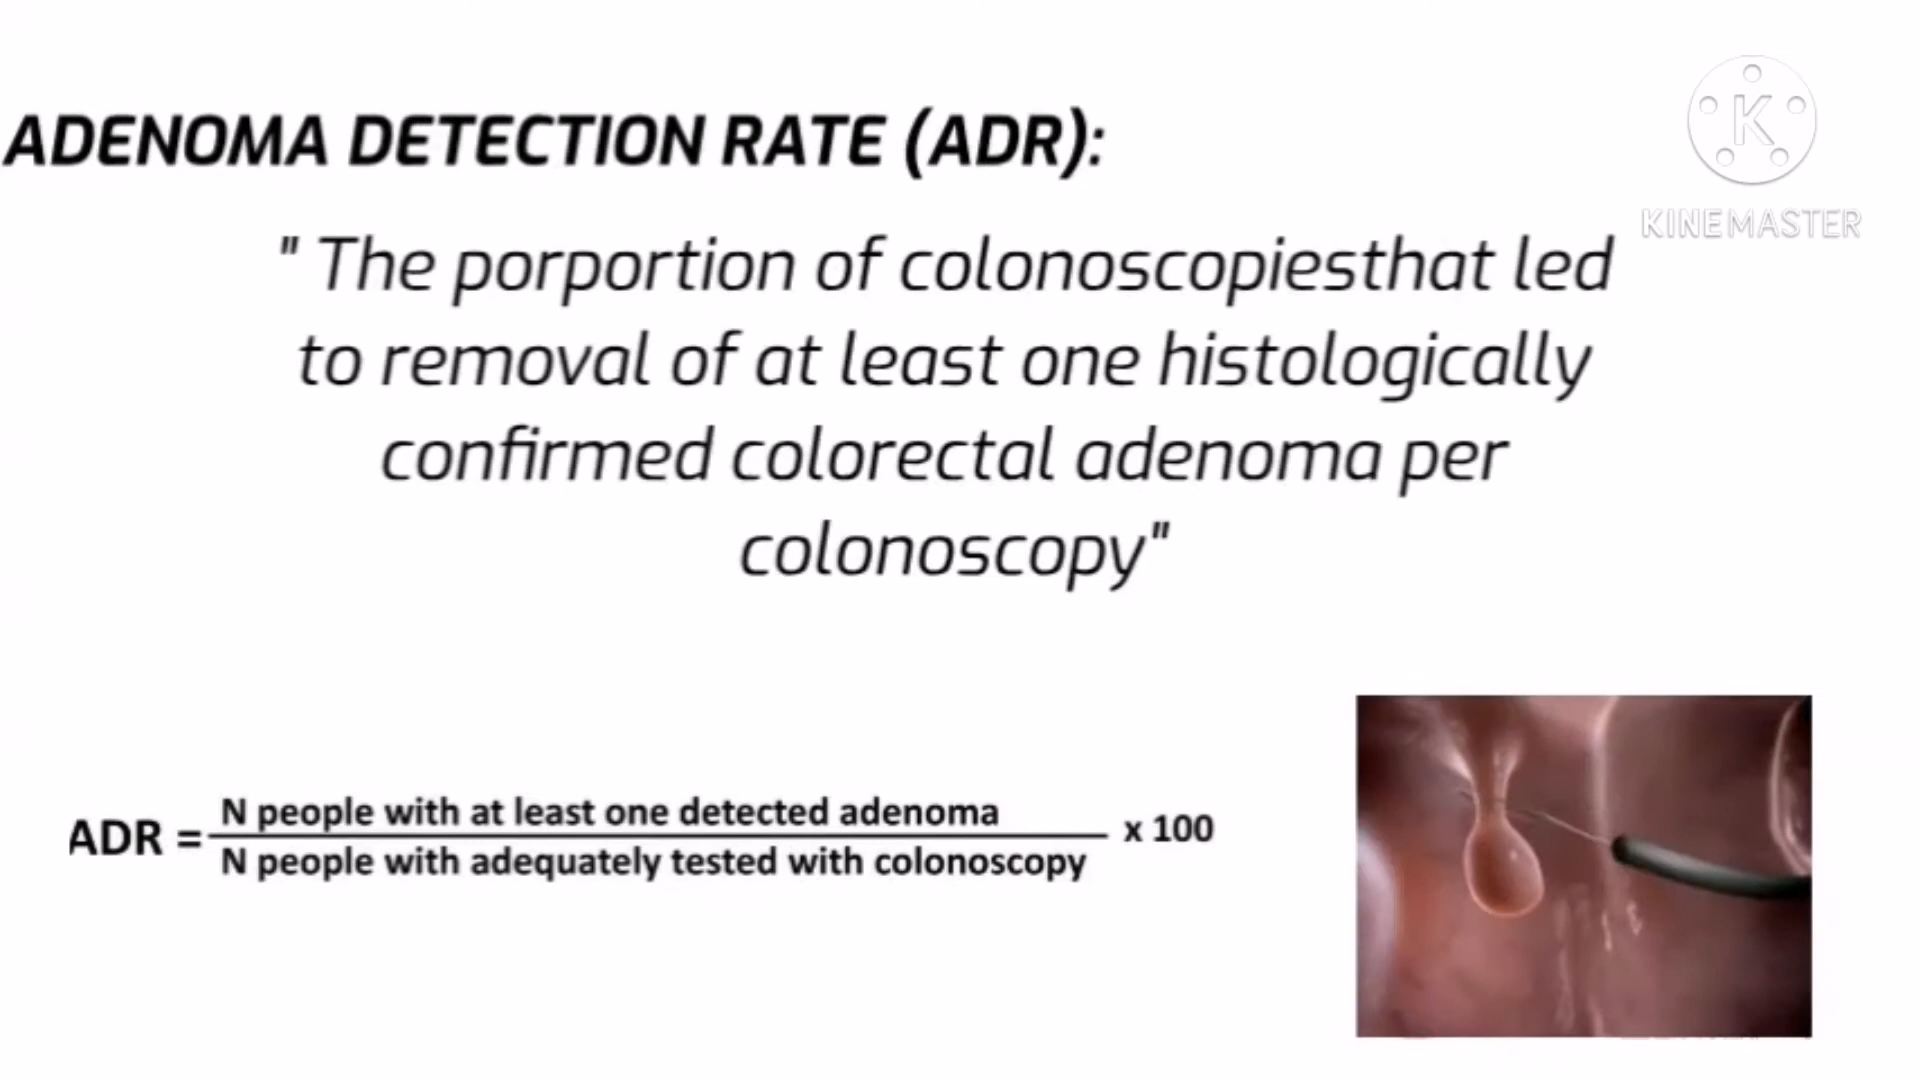 ADENOMA DETECTION RATE (ADR):
K
KINEMASTER
" The porportion of colonoscopiesthat led
to removal of at least one histologically
confirmed colorectal adenoma per
colonoscopy"
N people with at least one detected adenoma
ADR = x 100
N people with adequately tested with colonoscopy